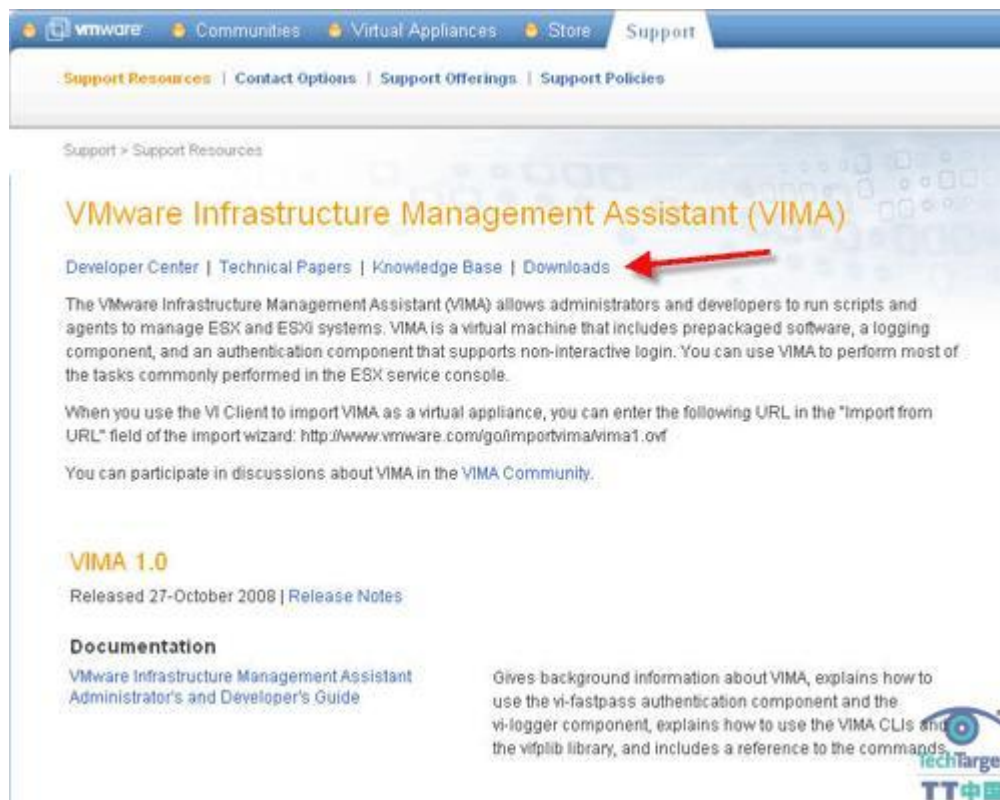 vmware Communities Virtual Appliances Store Support
Support Resources | Contact Options | Support Offerings | Support Policies
Support > Support Resources
VMware Infrastructure Management Assistant (VIMA)
Developer Center | Technical Papers | Knowledge Base | Downloads
The VMware Infrastructure Management Assistant (VIMA) allows administrators and developers to run scripts and
agents to manage ESX and ESXi systems. VIMA is a virtual machine that includes prepackaged software, a logging
component, and an authentication component that supports non-interactive login. You can use VIMA to perform most of
the tasks commonly performed in the ESX service console.
When you use the VI Client to import VIMA as a virtual appliance, you can enter the following URL in the "Import from
URL" field of the import wizard: http://www.vmware.com/go/importvima/vima1.ovf
You can participate in discussions about VIMA in the VIMA Community.
VIMA 1.0
Released 27-October 2008 | Release Notes
Documentation
VMware Infrastructure Management Assistant
Administrator's and Developer's Guide
Gives background information about VIMA, explains how to
use the vi-fastpass authentication component and the
vi-logger component, explains how to use the VIMA CLIs and
the vifplib library, and includes a reference to the commands.
TechTarge
TT中国